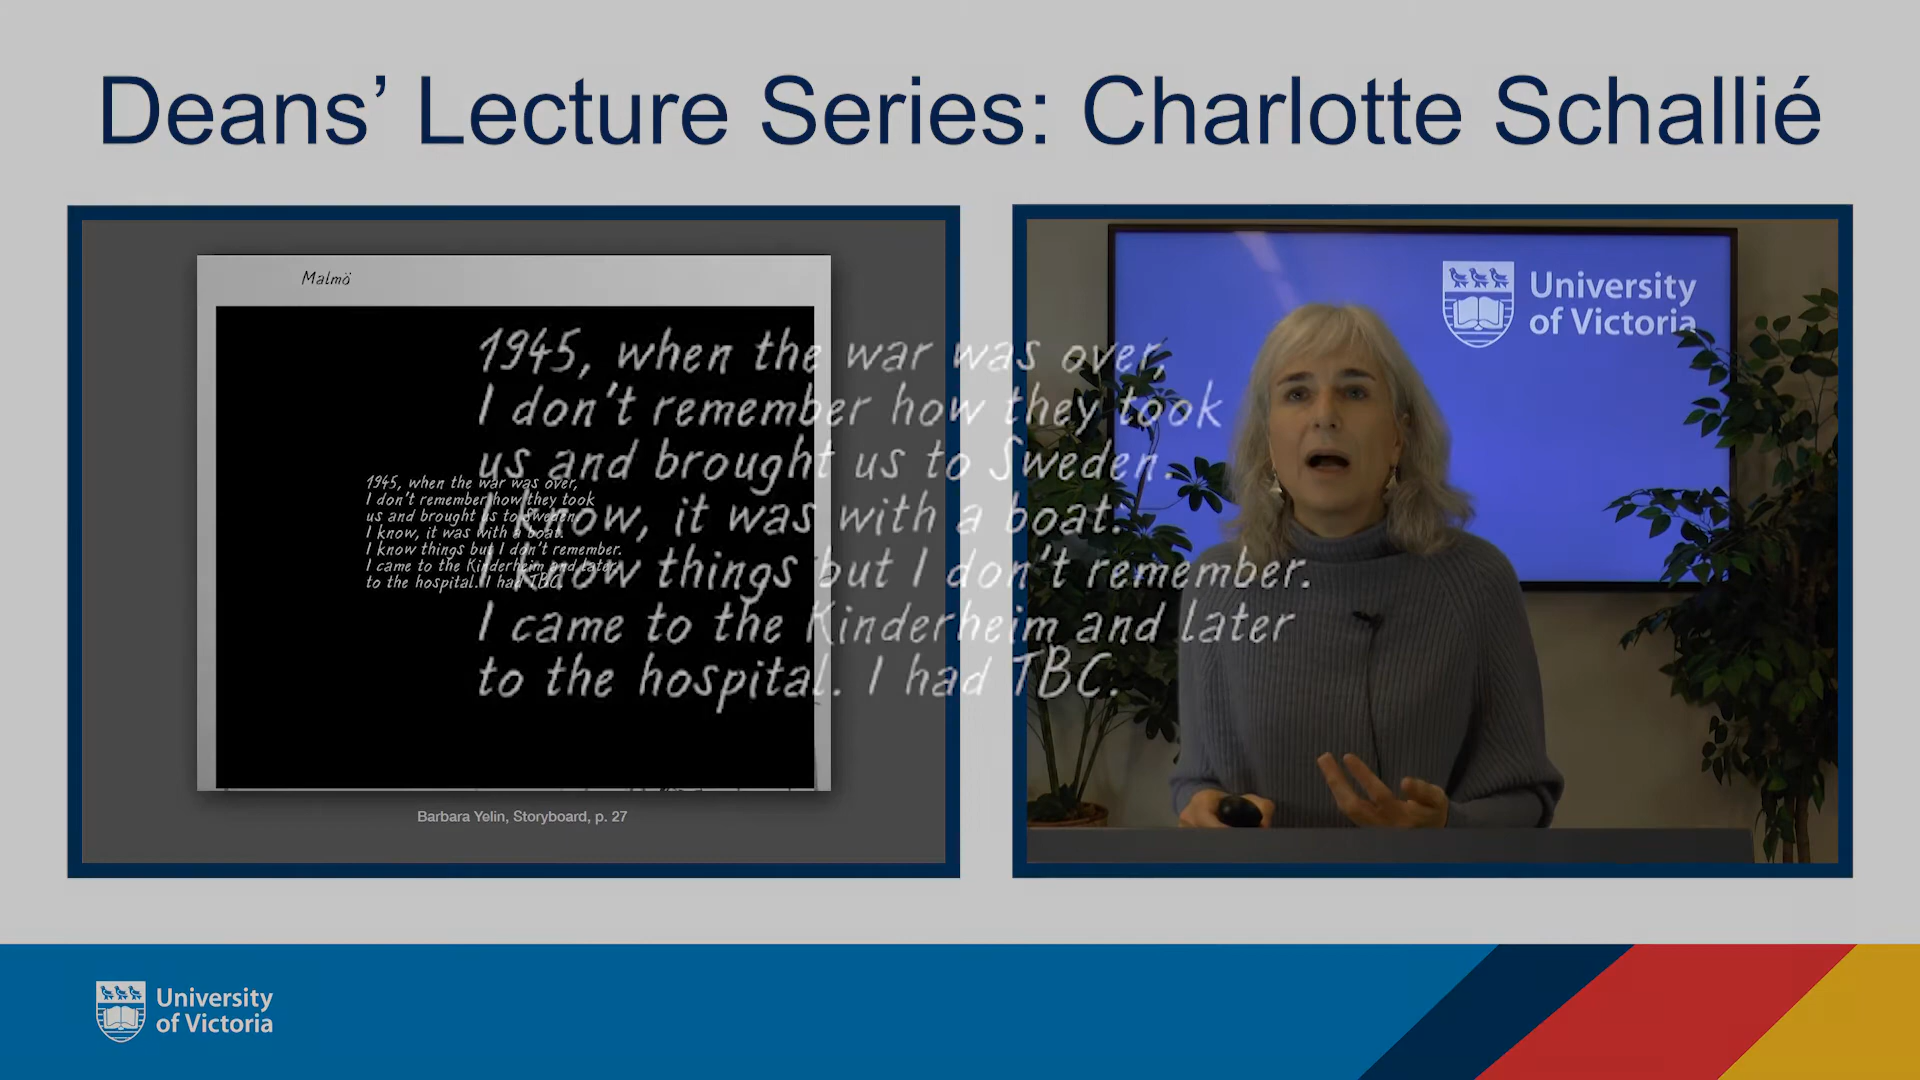 Deans’ Lecture Series: Charlotte Schallié
Malmö
1945, when the war was over,
I don't remember how they took
us and brought us to Sweden.
I know, it was with a boat.
I know things but I don't remember.
I came to the Kinderheim and later
to the hospital. I had TBC.
Barbara Yelin, Storyboard, p. 27
1945, when the war was over,
I don't remember how they took
us and brought us to Sweden.
I know, it was with a boat.
I know things but I don't remember.
I came to the Kinderheim and later
to the hospital. I had TBC.
University
of Victoria
University
of Victoria